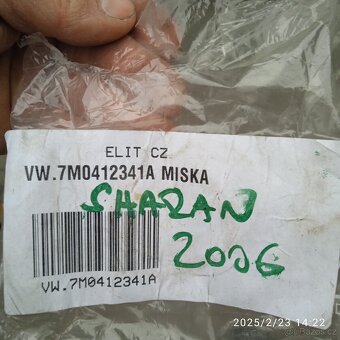 ELIT CZ
VW.7M0412341A MISKA
SHARAN
2006
VW.7M0412341A
2025/2/23 14:22